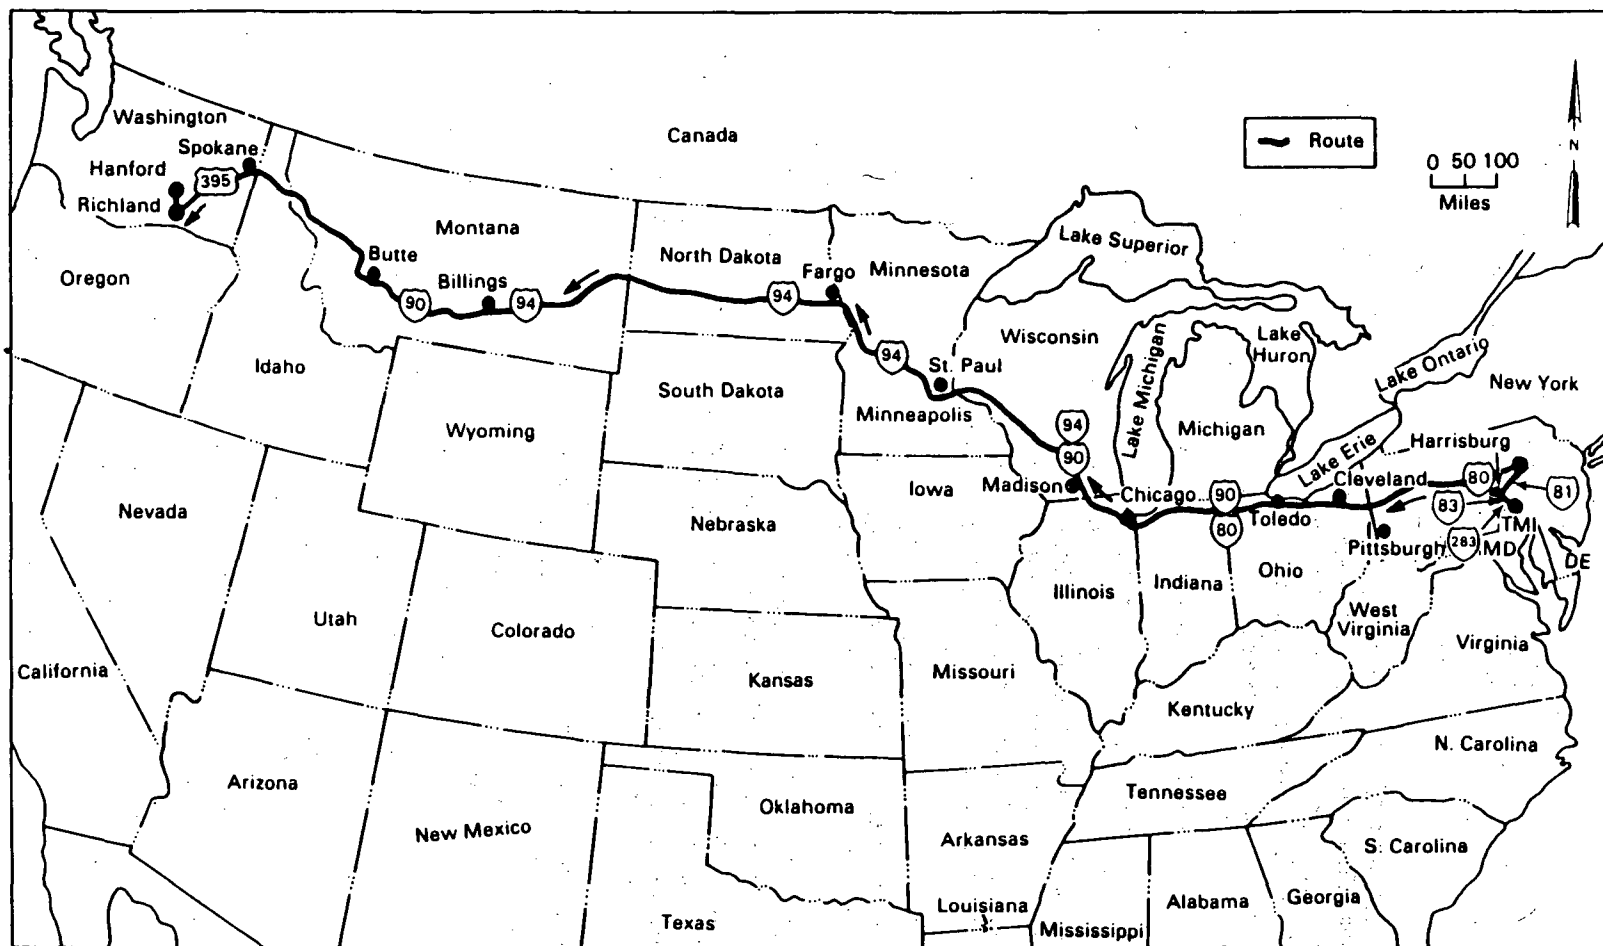 Washington
Spokane
Hanford
395
Richland
Oregon
Canada
Route
N
0 50 100
Miles
Montana
Butte
Billings
90
94
North Dakota
Fargo
94
Minnesota
Lake Superior
Idaho
Wyoming
South Dakota
94
St. Paul
Minneapolis
Wisconsin
Lake Michigan
Lake
Huron
Michigan
Lake Ontario
New York
Lake Erie
Harrisburg
94
90
Madison
Chicago
90
80
Toledo
Cleveland
80
81
83
283
TMI
Pittsburgh
MD
DE
Nevada
Nebraska
Iowa
Illinois
Indiana
Ohio
West
Virginia
Virginia
California
Utah
Colorado
Kansas
Missouri
Kentucky
Arizona
New Mexico
Oklahoma
Arkansas
Tennessee
N. Carolina
S. Carolina
Texas
Louisiana
Mississippi
Alabama
Georgia